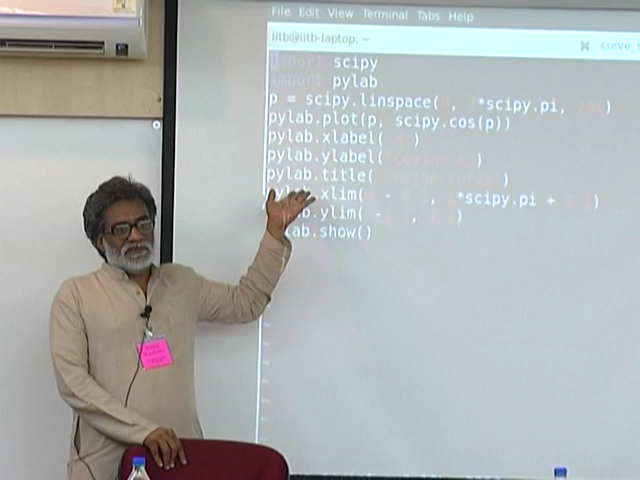 File Edit View Terminal Tabs Help
iitb@iitb-laptop: ~
import scipy
import pylab
p = scipy.linspace( , *scipy.pi, )
pylab.plot(p, scipy.cos(p))
pylab.xlabel( )
pylab.ylabel( )
pylab.title( )
.xlim( - , *scipy.pi + )
.ylim( - , )
lab.show()